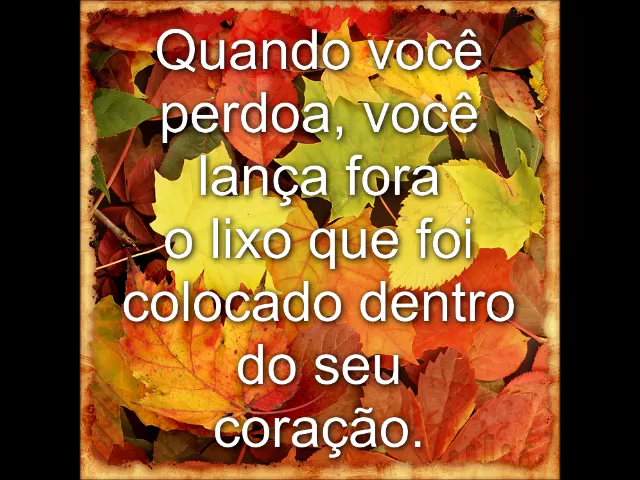 Quando você
perdoa, você
lança fora
o lixo que foi
colocado dentro
do seu
coração.